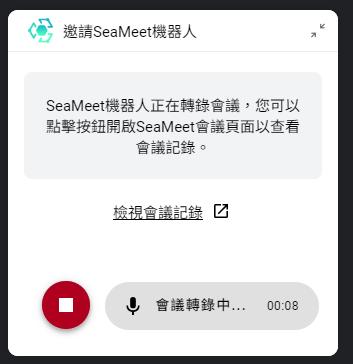 邀請SeaMeet機器人
SeaMeet機器人正在轉錄會議，您可以
點擊按鈕開啟SeaMeet會議頁面以查看
會議記錄。
檢視會議記錄
會議轉錄中... 00:08